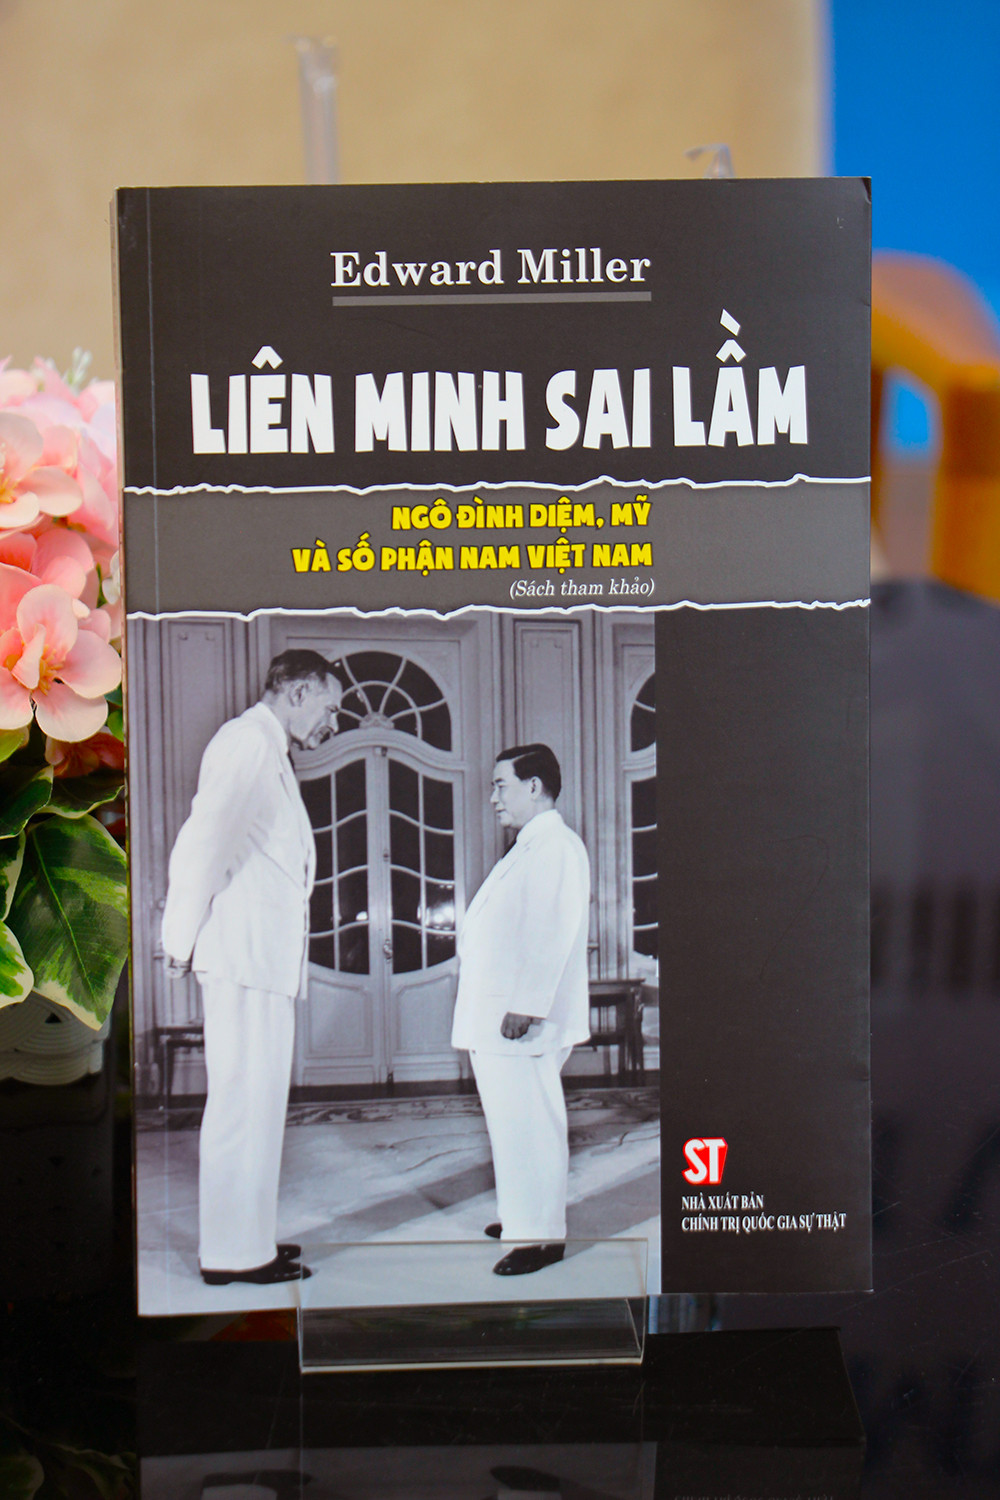 Edward Miller
LIÊN MINH SAI LẦM
NGÔ ĐÌNH DIỆM, MỸ
VÀ SỐ PHẬN NAM VIỆT NAM
(Sách tham khảo)
ST
NHÀ XUẤT BẢN
CHÍNH TRỊ QUỐC GIA SỰ THẬT